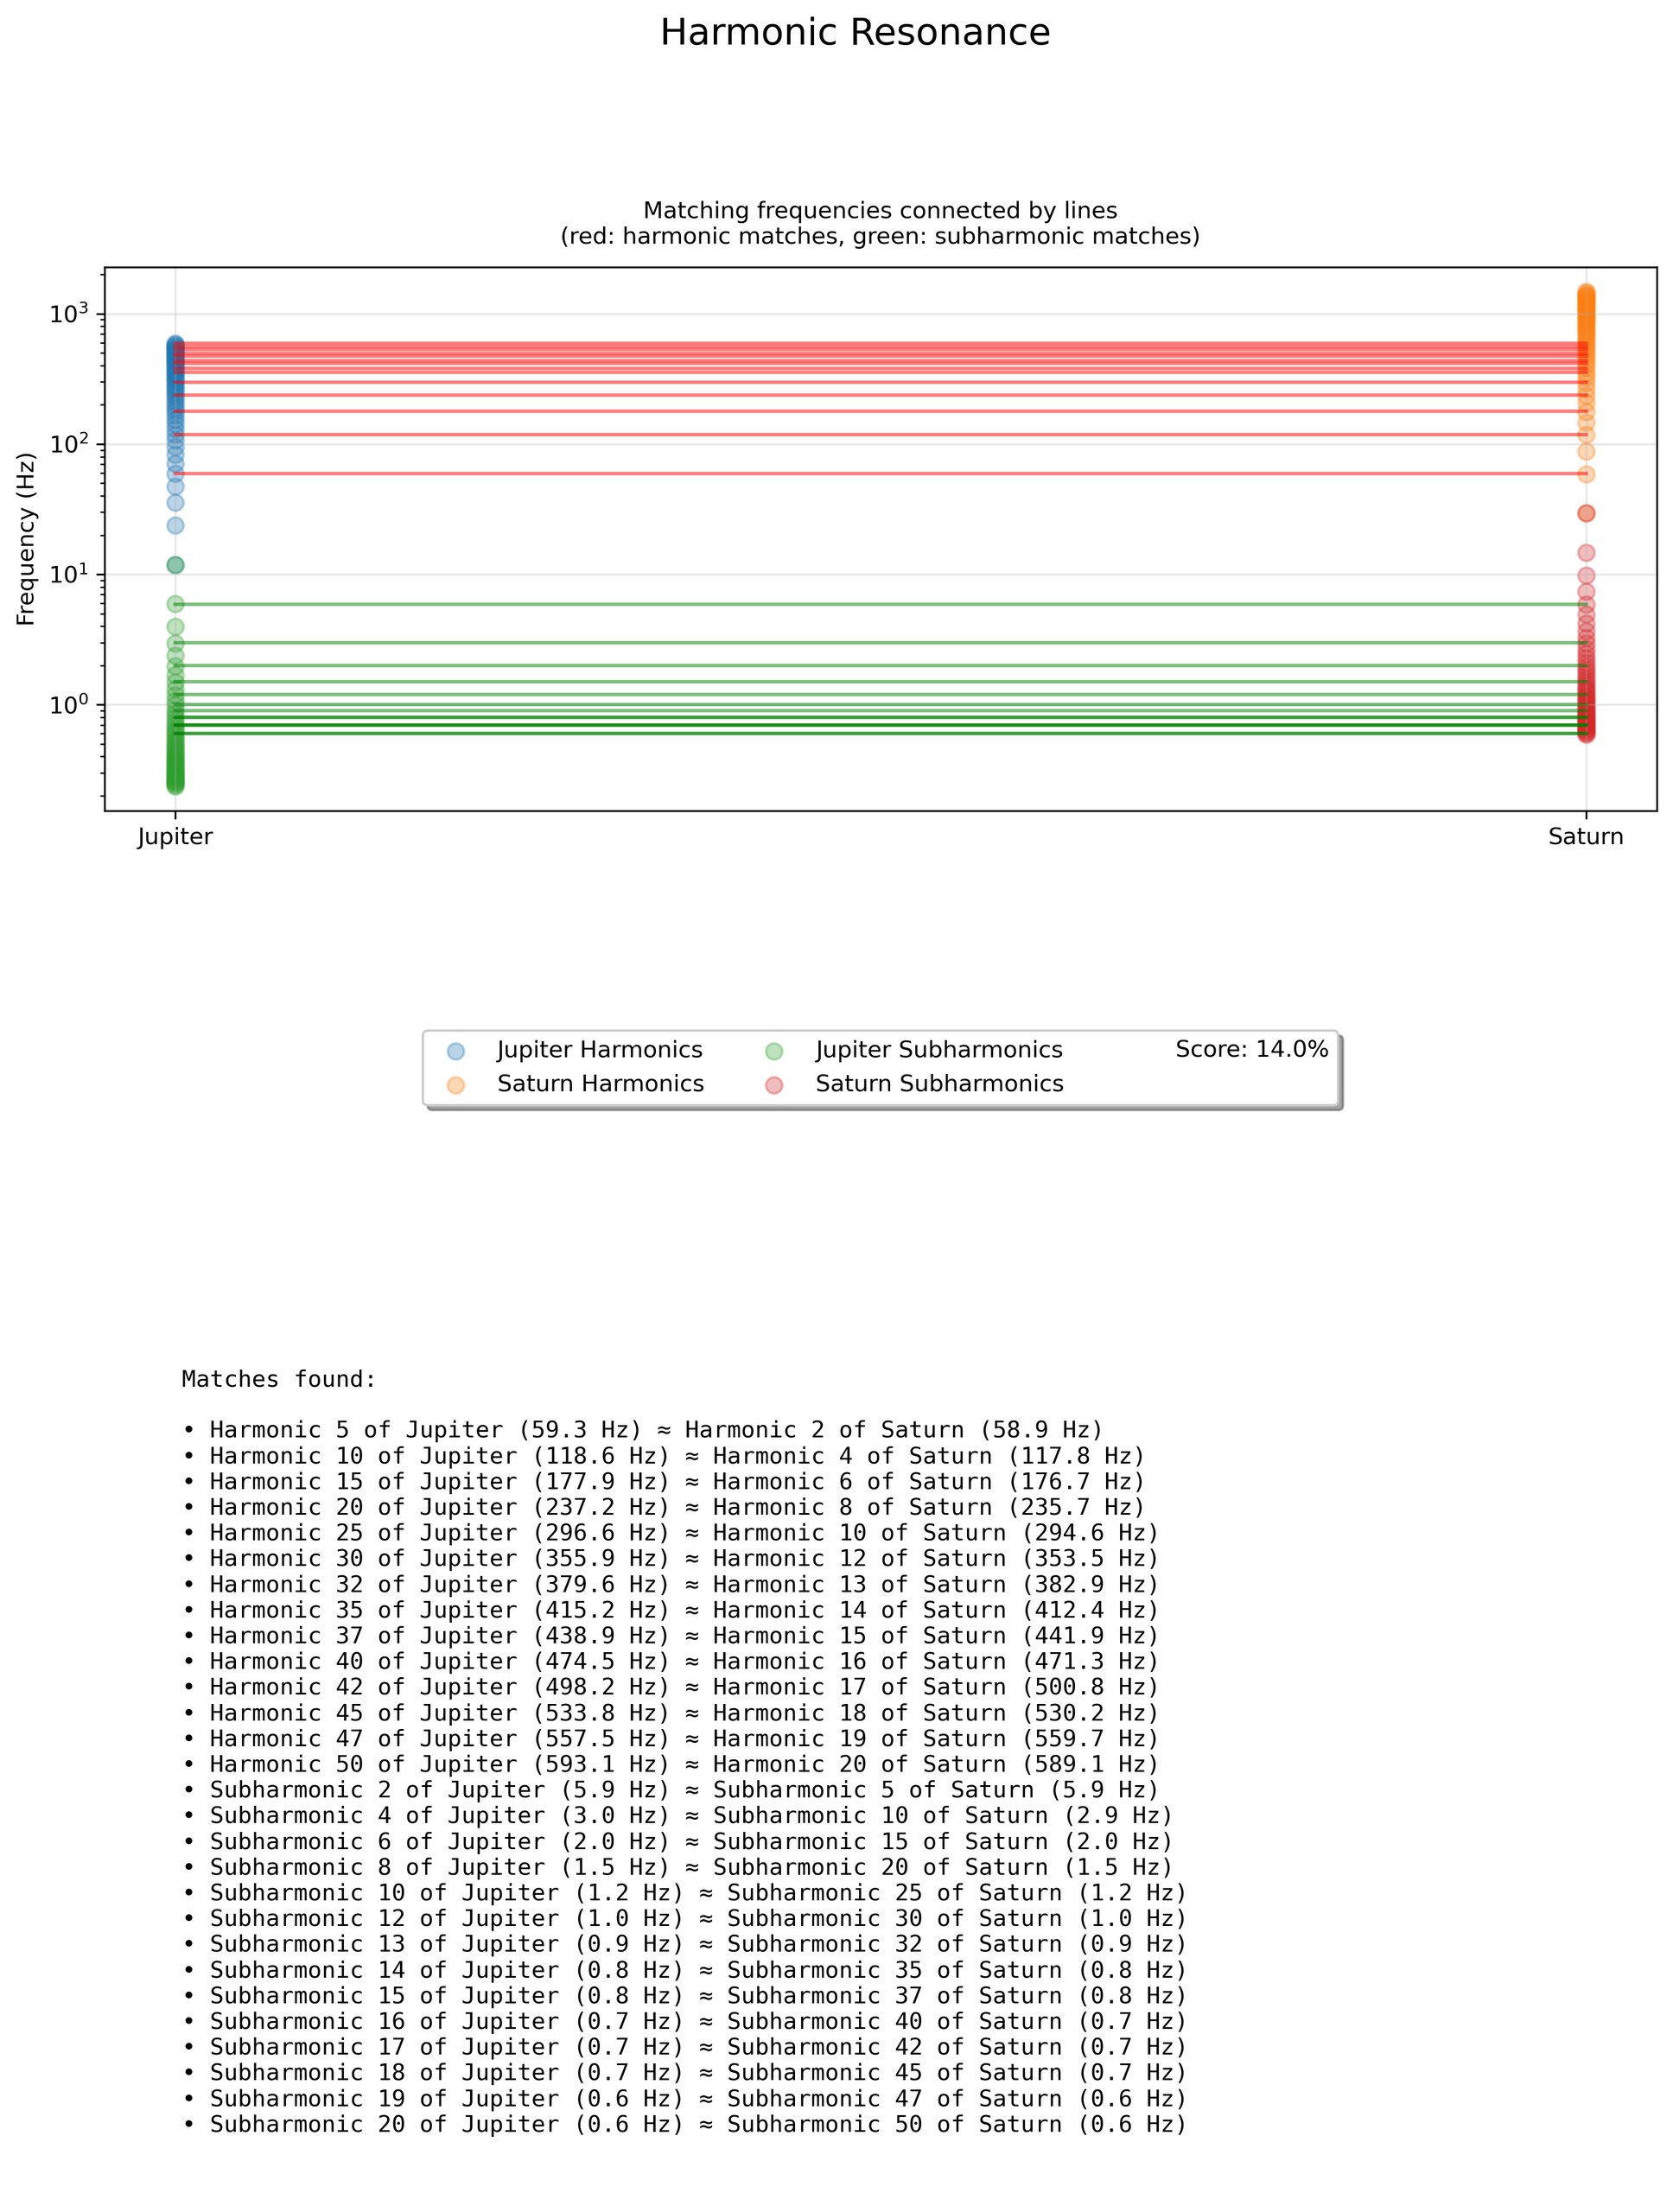 Harmonic Resonance
Matching frequencies connected by lines
(red: harmonic matches, green: subharmonic matches)
Frequency (Hz)
10³
10²
10¹
10⁰
Jupiter
Saturn
Jupiter Harmonics
Saturn Harmonics
Jupiter Subharmonics
Saturn Subharmonics
Score: 14.0%
Matches found:
• Harmonic 5 of Jupiter (59.3 Hz) ≈ Harmonic 2 of Saturn (58.9 Hz)
• Harmonic 10 of Jupiter (118.6 Hz) ≈ Harmonic 4 of Saturn (117.8 Hz)
• Harmonic 15 of Jupiter (177.9 Hz) ≈ Harmonic 6 of Saturn (176.7 Hz)
• Harmonic 20 of Jupiter (237.2 Hz) ≈ Harmonic 8 of Saturn (235.7 Hz)
• Harmonic 25 of Jupiter (296.6 Hz) ≈ Harmonic 10 of Saturn (294.6 Hz)
• Harmonic 30 of Jupiter (355.9 Hz) ≈ Harmonic 12 of Saturn (353.5 Hz)
• Harmonic 32 of Jupiter (379.6 Hz) ≈ Harmonic 13 of Saturn (382.9 Hz)
• Harmonic 35 of Jupiter (415.2 Hz) ≈ Harmonic 14 of Saturn (412.4 Hz)
• Harmonic 37 of Jupiter (438.9 Hz) ≈ Harmonic 15 of Saturn (441.9 Hz)
• Harmonic 40 of Jupiter (474.5 Hz) ≈ Harmonic 16 of Saturn (471.3 Hz)
• Harmonic 42 of Jupiter (498.2 Hz) ≈ Harmonic 17 of Saturn (500.8 Hz)
• Harmonic 45 of Jupiter (533.8 Hz) ≈ Harmonic 18 of Saturn (530.2 Hz)
• Harmonic 47 of Jupiter (557.5 Hz) ≈ Harmonic 19 of Saturn (559.7 Hz)
• Harmonic 50 of Jupiter (593.1 Hz) ≈ Harmonic 20 of Saturn (589.1 Hz)
• Subharmonic 2 of Jupiter (5.9 Hz) ≈ Subharmonic 5 of Saturn (5.9 Hz)
• Subharmonic 4 of Jupiter (3.0 Hz) ≈ Subharmonic 10 of Saturn (2.9 Hz)
• Subharmonic 6 of Jupiter (2.0 Hz) ≈ Subharmonic 15 of Saturn (2.0 Hz)
• Subharmonic 8 of Jupiter (1.5 Hz) ≈ Subharmonic 20 of Saturn (1.5 Hz)
• Subharmonic 10 of Jupiter (1.2 Hz) ≈ Subharmonic 25 of Saturn (1.2 Hz)
• Subharmonic 12 of Jupiter (1.0 Hz) ≈ Subharmonic 30 of Saturn (1.0 Hz)
• Subharmonic 13 of Jupiter (0.9 Hz) ≈ Subharmonic 32 of Saturn (0.9 Hz)
• Subharmonic 14 of Jupiter (0.8 Hz) ≈ Subharmonic 35 of Saturn (0.8 Hz)
• Subharmonic 15 of Jupiter (0.8 Hz) ≈ Subharmonic 37 of Saturn (0.8 Hz)
• Subharmonic 16 of Jupiter (0.7 Hz) ≈ Subharmonic 40 of Saturn (0.7 Hz)
• Subharmonic 17 of Jupiter (0.7 Hz) ≈ Subharmonic 42 of Saturn (0.7 Hz)
• Subharmonic 18 of Jupiter (0.7 Hz) ≈ Subharmonic 45 of Saturn (0.7 Hz)
• Subharmonic 19 of Jupiter (0.6 Hz) ≈ Subharmonic 47 of Saturn (0.6 Hz)
• Subharmonic 20 of Jupiter (0.6 Hz) ≈ Subharmonic 50 of Saturn (0.6 Hz)